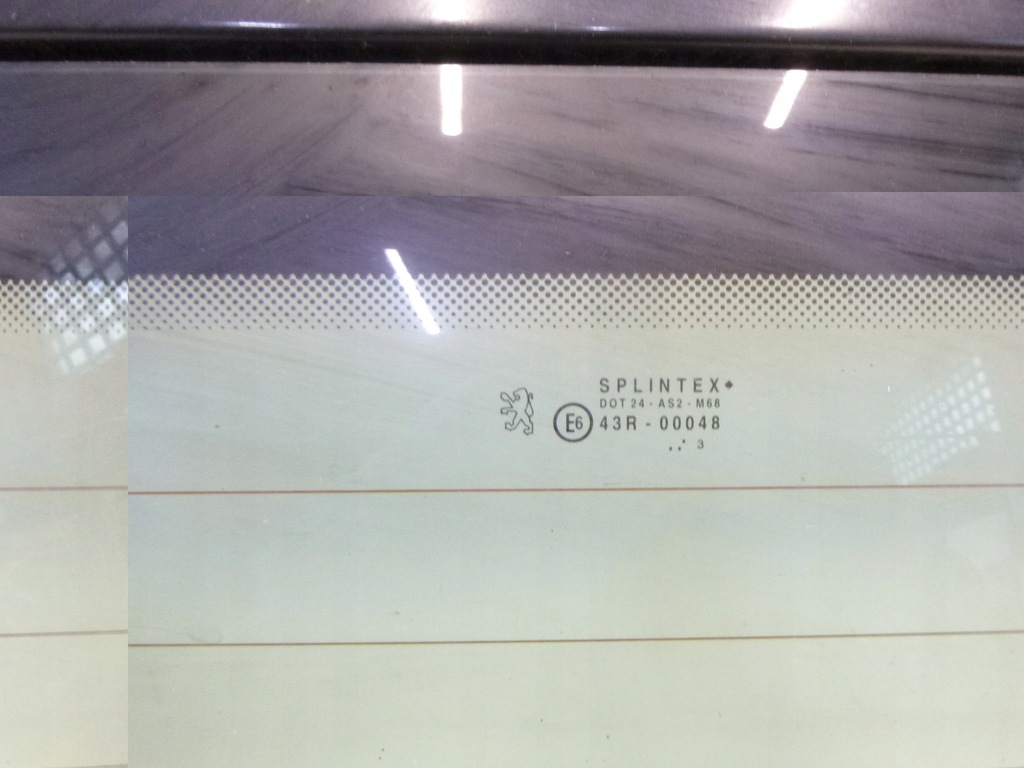 SPLINTEX
DOT 24 - AS2 - M68
E6 43R - 00048
3